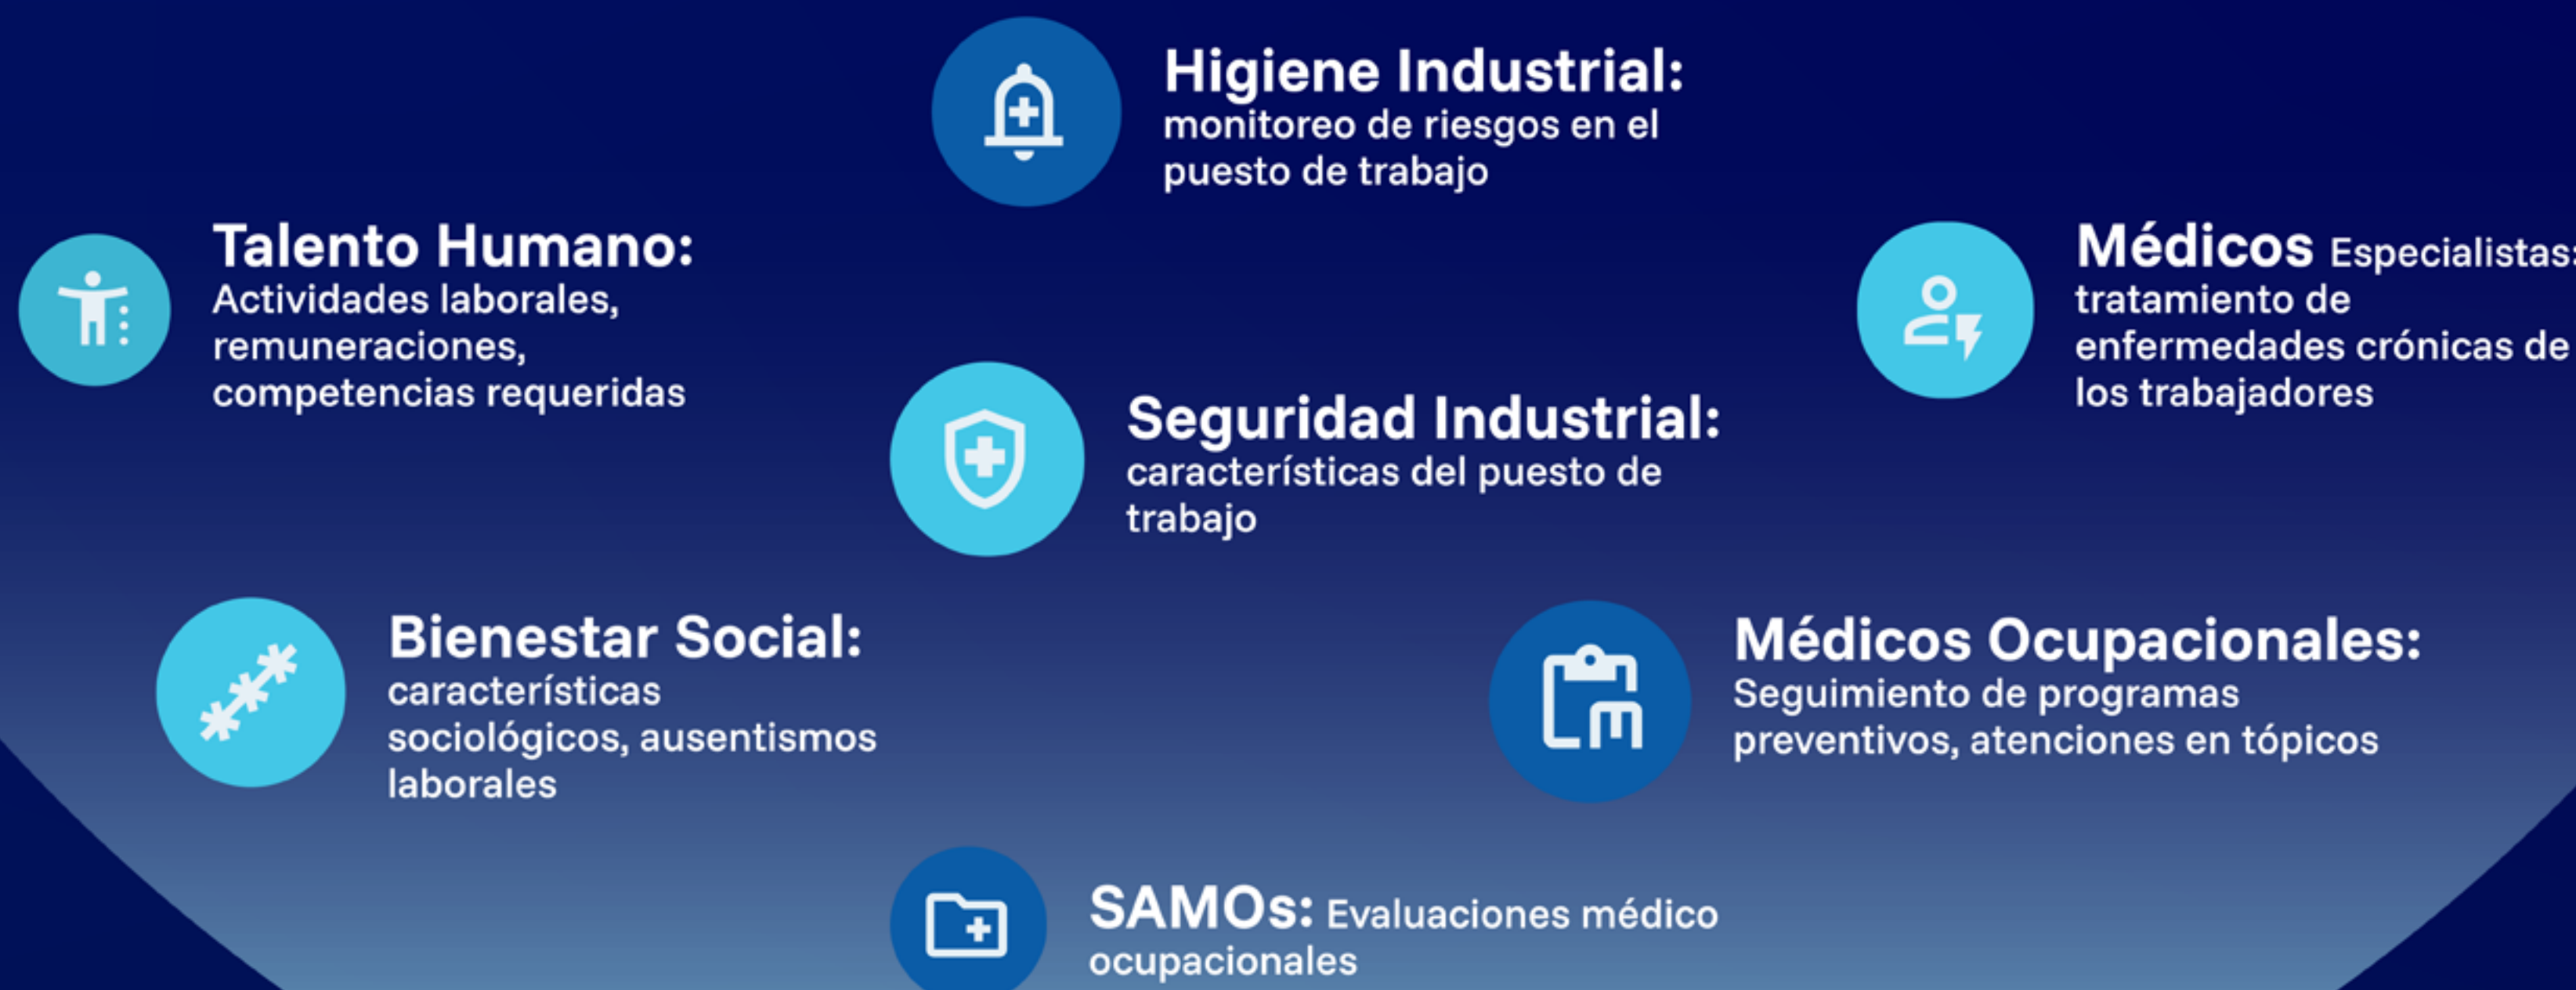 Higiene Industrial:
monitoreo de riesgos en el
puesto de trabajo
Talento Humano:
Actividades laborales,
remuneraciones,
competencias requeridas
Médicos Especialistas:
tratamiento de
enfermedades crónicas de
los trabajadores
Seguridad Industrial:
características del puesto de
trabajo
Bienestar Social:
características
sociológicos, ausentismos
laborales
Médicos Ocupacionales:
Seguimiento de programas
preventivos, atenciones en tópicos
SAMOs: Evaluaciones médico
ocupacionales